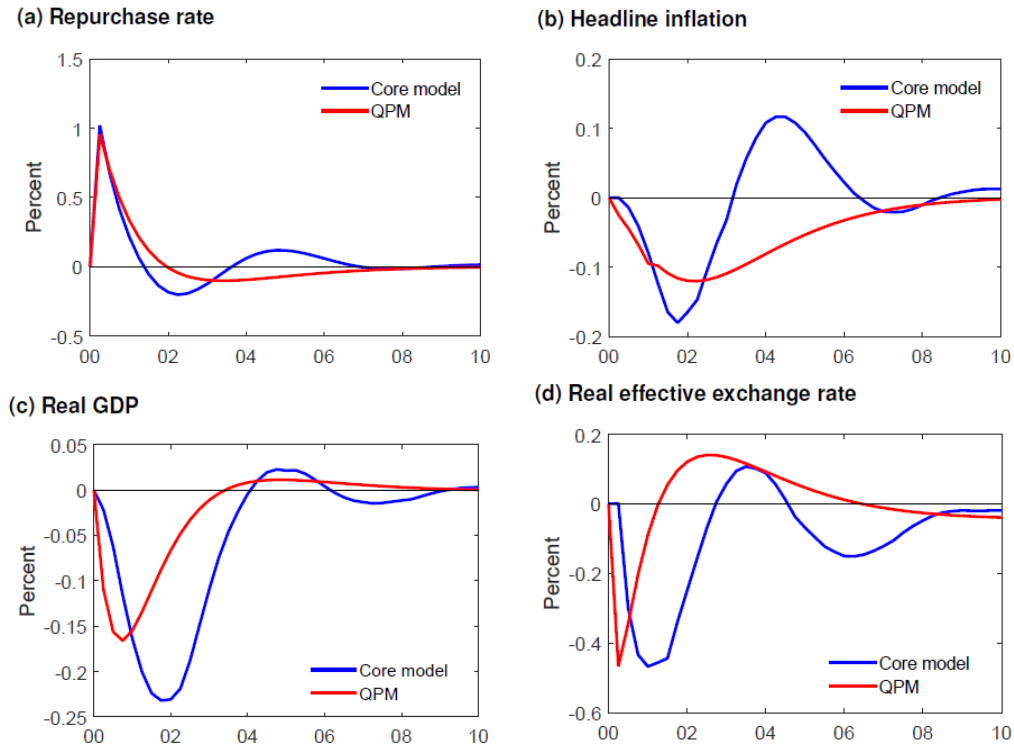 (a) Repurchase rate
Percent
1.5
1
0.5
0
-0.5
Core model
QPM
00 02 04 06 08 10
(b) Headline inflation
Percent
0.2
0.1
0
-0.1
-0.2
Core model
QPM
00 02 04 06 08 10
(c) Real GDP
Percent
0.05
0
-0.05
-0.1
-0.15
-0.2
-0.25
Core model
QPM
00 02 04 06 08 10
(d) Real effective exchange rate
Percent
0.2
0
-0.2
-0.4
-0.6
Core model
QPM
00 02 04 06 08 10